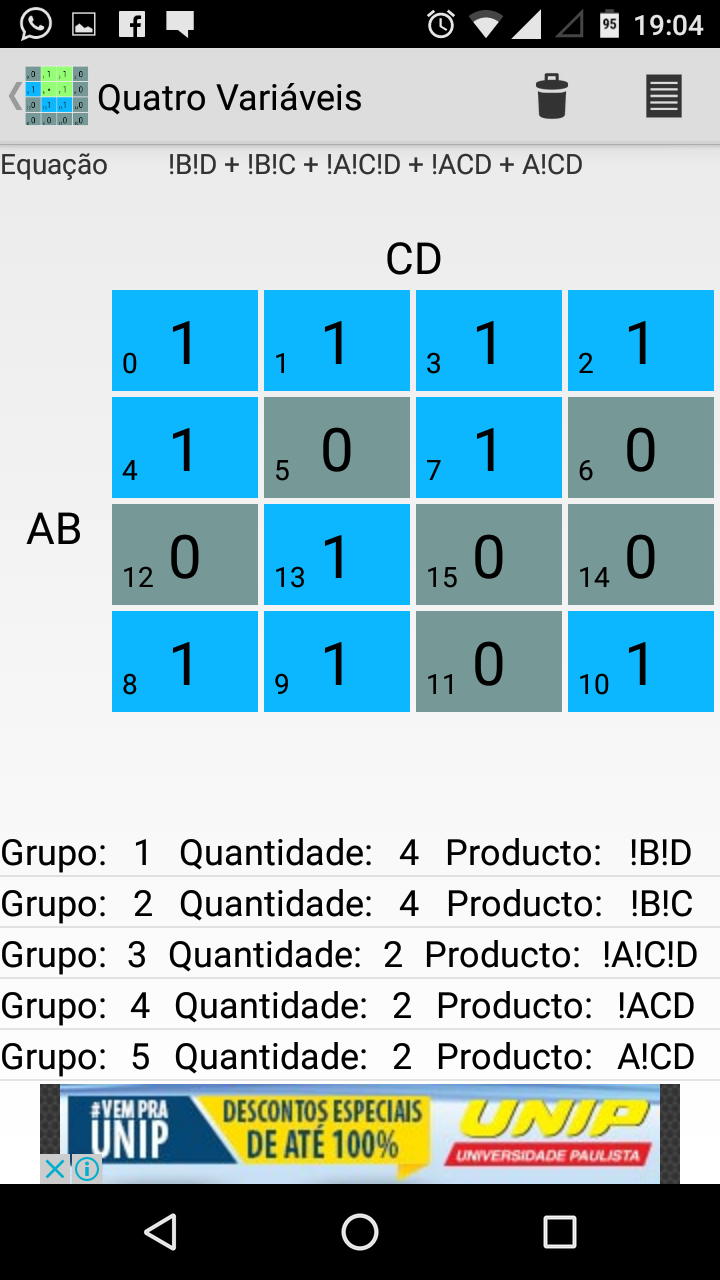 95 19:04
Quatro Variáveis
Equação !B!D + !B!C + !A!C!D + !ACD + A!CD
CD
0 1 1 1 3 1 2 1
4 1 5 0 7 1 6 0
AB
12 0 13 1 15 0 14 0
8 1 9 1 11 0 10 1
Grupo: 1 Quantidade: 4 Producto: !B!D
Grupo: 2 Quantidade: 4 Producto: !B!C
Grupo: 3 Quantidade: 2 Producto: !A!C!D
Grupo: 4 Quantidade: 2 Producto: !ACD
Grupo: 5 Quantidade: 2 Producto: A!CD
#VEM PRA
UNIP
DESCONTOS ESPECIAIS
DE ATÉ 100%
UNIP
UNIVERSIDADE PAULISTA